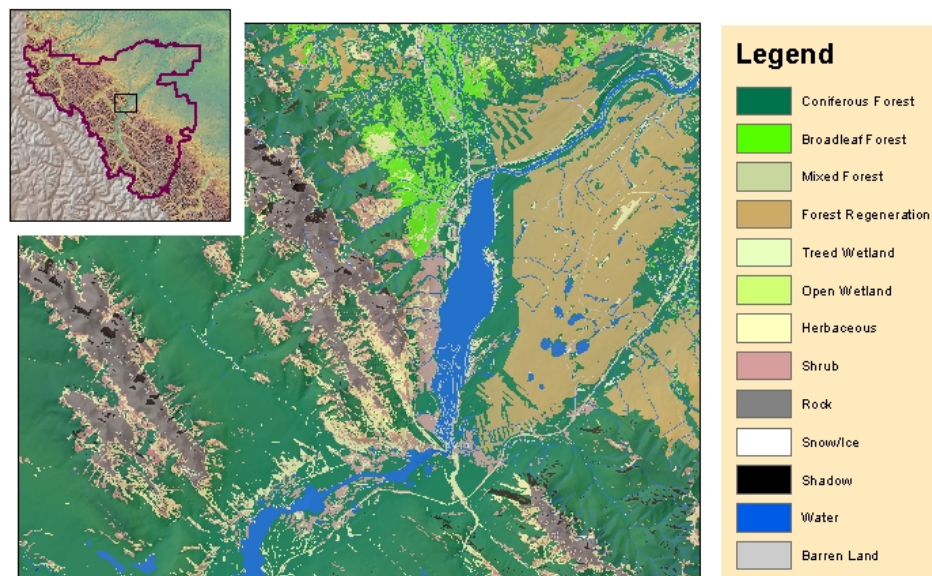 Legend
Coniferous Forest
Broadleaf Forest
Mixed Forest
Forest Regeneration
Treed Wetland
Open Wetland
Herbaceous
Shrub
Rock
Snow/Ice
Shadow
Water
Barren Land